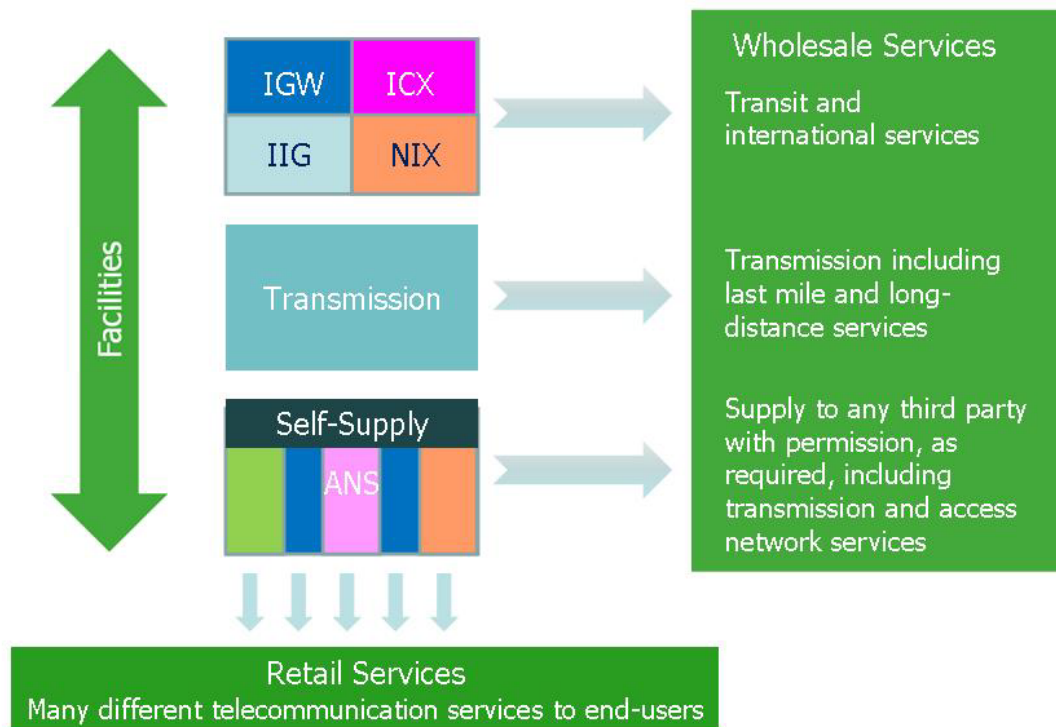 Facilities
IGW
ICX
IIG
NIX
Transmission
Self-Supply
ANS
Wholesale Services
Transit and
international services
Transmission including
last mile and long-
distance services
Supply to any third party
with permission, as
required, including
transmission and access
network services
Retail Services
Many different telecommunication services to end-users